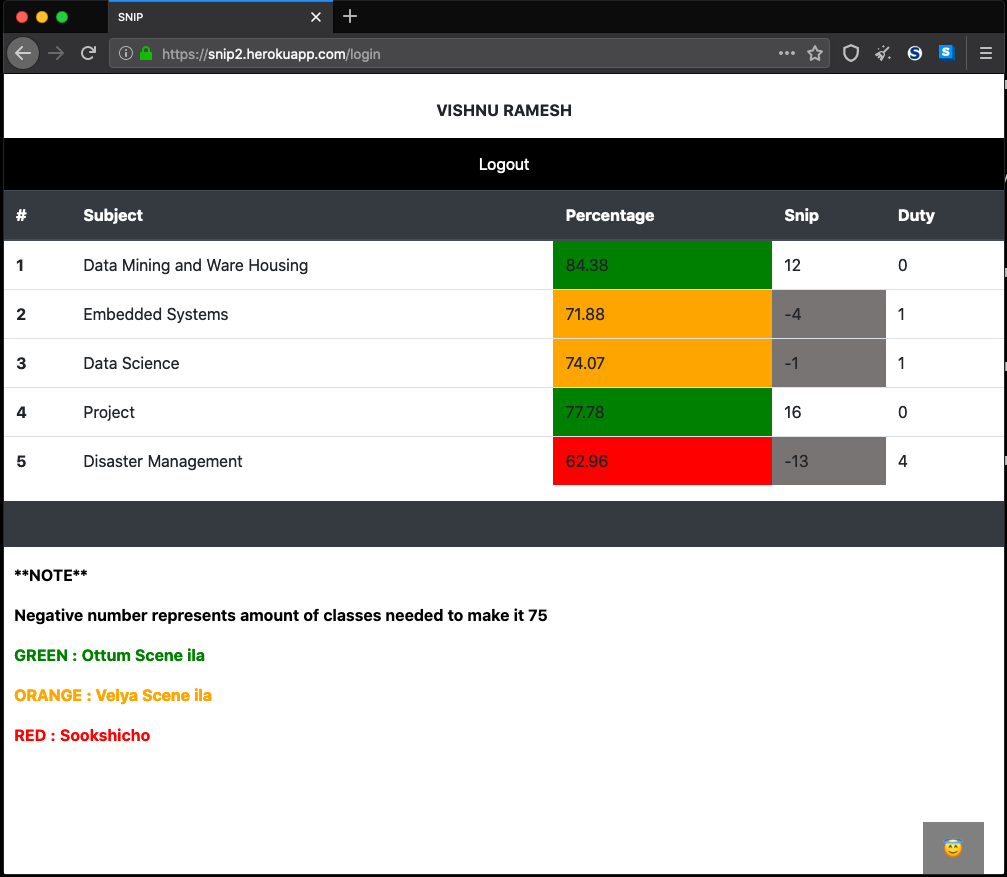 SNIP
https://snip2.herokuapp.com/login
S
S
VISHNU RAMESH
Logout
# Subject Percentage Snip Duty
1 Data Mining and Ware Housing 84.38 12 0
2 Embedded Systems 71.88 -4 1
3 Data Science 74.07 -1 1
4 Project 77.78 16 0
5 Disaster Management 62.96 -13 4
**NOTE**
Negative number represents amount of classes needed to make it 75
GREEN : Ottum Scene ila
ORANGE : Velya Scene ila
RED : Sookshicho